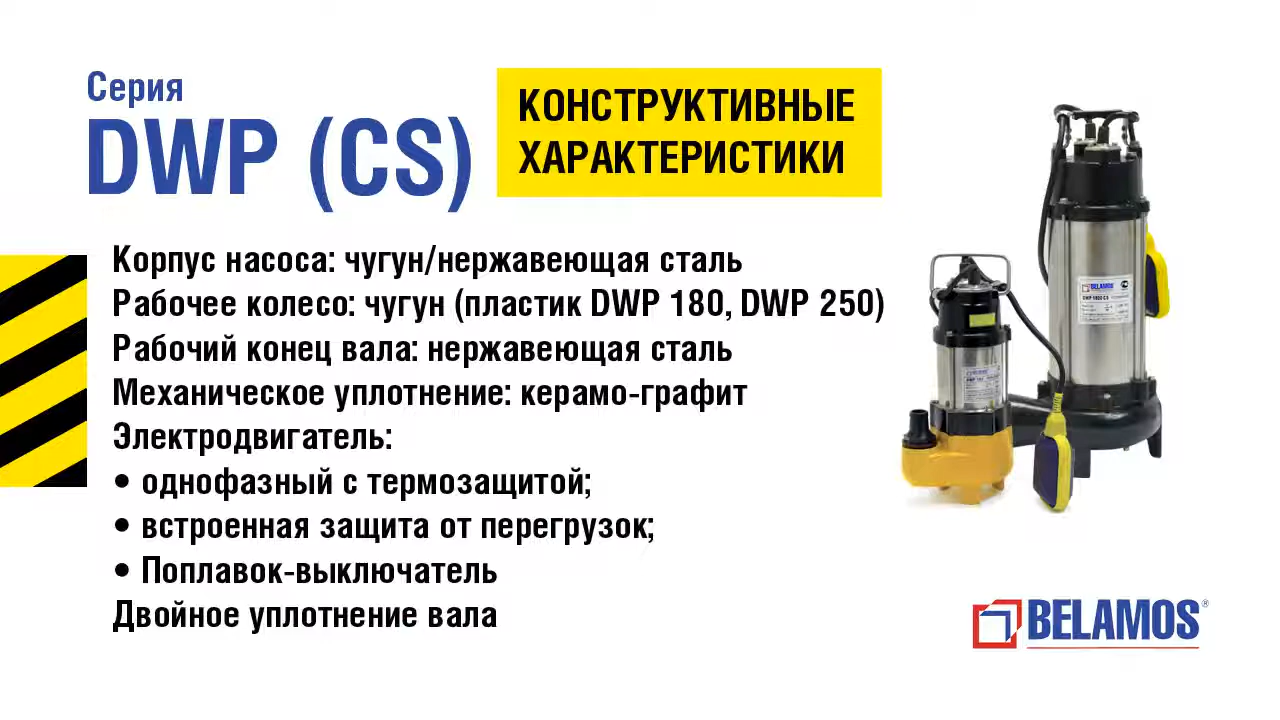 Серия
DWP (CS)
КОНСТРУКТИВНЫЕ
ХАРАКТЕРИСТИКИ
Корпус насоса: чугун/нержавеющая сталь
Рабочее колесо: чугун (пластик DWP 180, DWP 250)
Рабочий конец вала: нержавеющая сталь
Механическое уплотнение: керамо-графит
Электродвигатель:
• однофазный с термозащитой;
• встроенная защита от перегрузок;
• Поплавок-выключатель
Двойное уплотнение вала
BELAMOS
BELAMOS
BELAMOS®